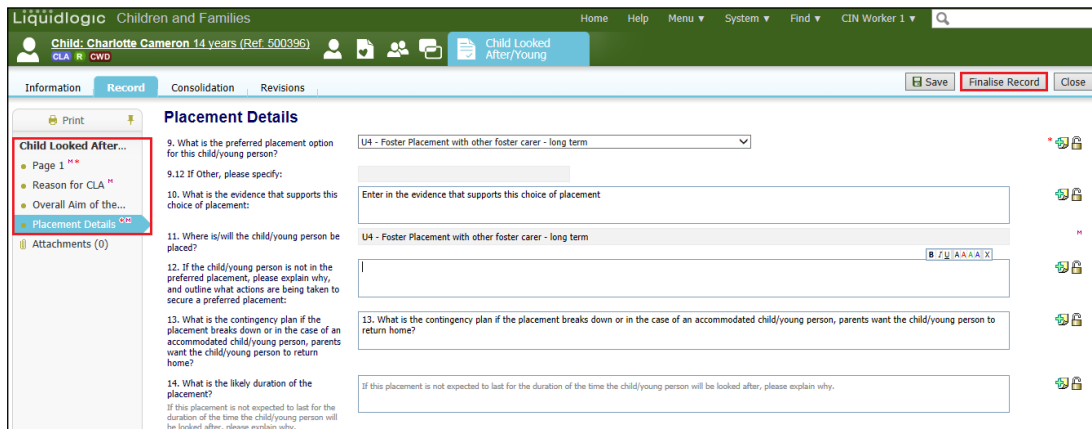 Liquidlogic Children and Families
Home Help Menu ▼ System ▼ Find ▼ CIN Worker 1 ▼
Child: Charlotte Cameron 14 years (Ref: 500396)
CLA R CWD
Child Looked
After/Young
Information Record Consolidation Revisions
Save Finalise Record Close
Print
Child Looked After...
Page 1 M *
Reason for CLA M
Overall Aim of the...
Placement Details * M
Attachments (0)
Placement Details
9. What is the preferred placement option
for this child/young person?
U4 - Foster Placement with other foster carer - long term
*
9.12 If Other, please specify:
10. What is the evidence that supports this
choice of placement:
Enter in the evidence that supports this choice of placement
11. Where is/will the child/young person be
placed?
U4 - Foster Placement with other foster carer - long term
M
B I U A A A A X
12. If the child/young person is not in the
preferred placement, please explain why,
and outline what actions are being taken to
secure a preferred placement:
13. What is the contingency plan if the
placement breaks down or in the case of an
accommodated child/young person, parents
want the child/young person to return
home?
13. What is the contingency plan if the placement breaks down or in the case of an accommodated child/young person, parents want the child/young person to
return home?
14. What is the likely duration of the
placement?
If this placement is not expected to last for the
duration of the time the child/young person will
be looked after, please explain why.
If this placement is not expected to last for the duration of the time the child/young person will be looked after, please explain why.